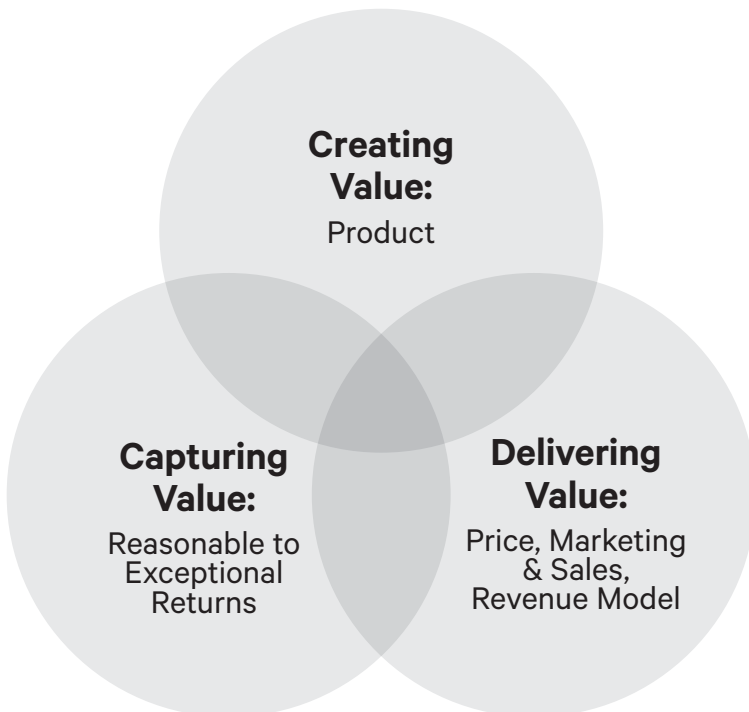 Creating
Value:
Product
Capturing
Value:
Reasonable to
Exceptional
Returns
Delivering
Value:
Price, Marketing
& Sales,
Revenue Model